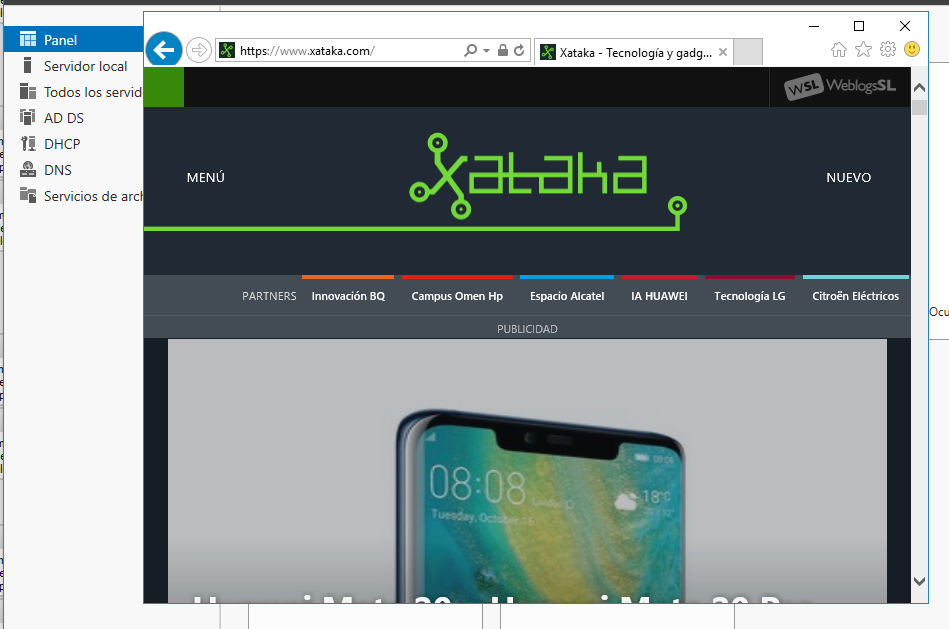 Panel
Servidor local
Todos los servid
AD DS
DHCP
DNS
Servicios de arch
https://www.xataka.com/
Xataka - Tecnología y gadg...
WSL WeblogsSL
MENÚ
xataka
NUEVO
PARTNERS Innovación BQ Campus Omen Hp Espacio Alcatel IA HUAWEI Tecnología LG Citroën Eléctricos
PUBLICIDAD
08:08
08:08
18°C
Tuesday, October 16
Ocu